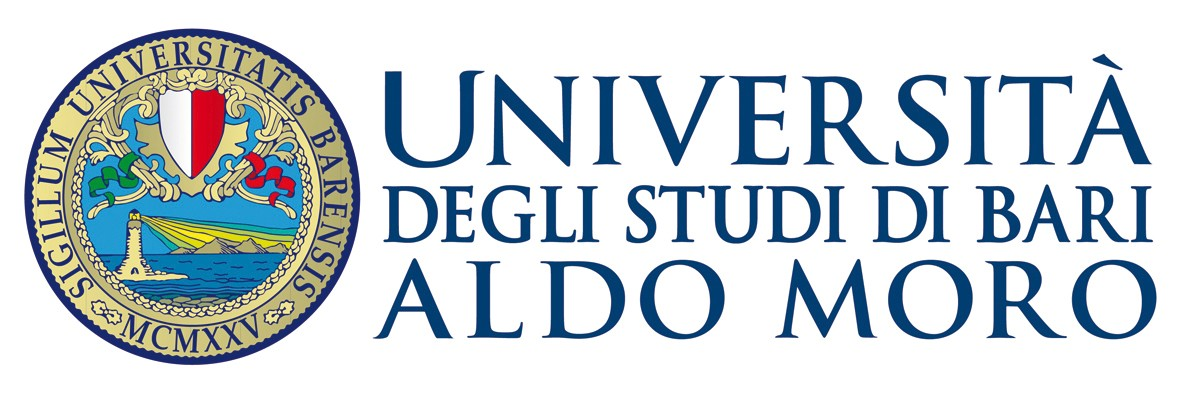 SIGILLUM UNIVERSITATIS BARENSIS
MCMXXV
UNIVERSITÀ
DEGLI STUDI DI BARI
ALDO MORO